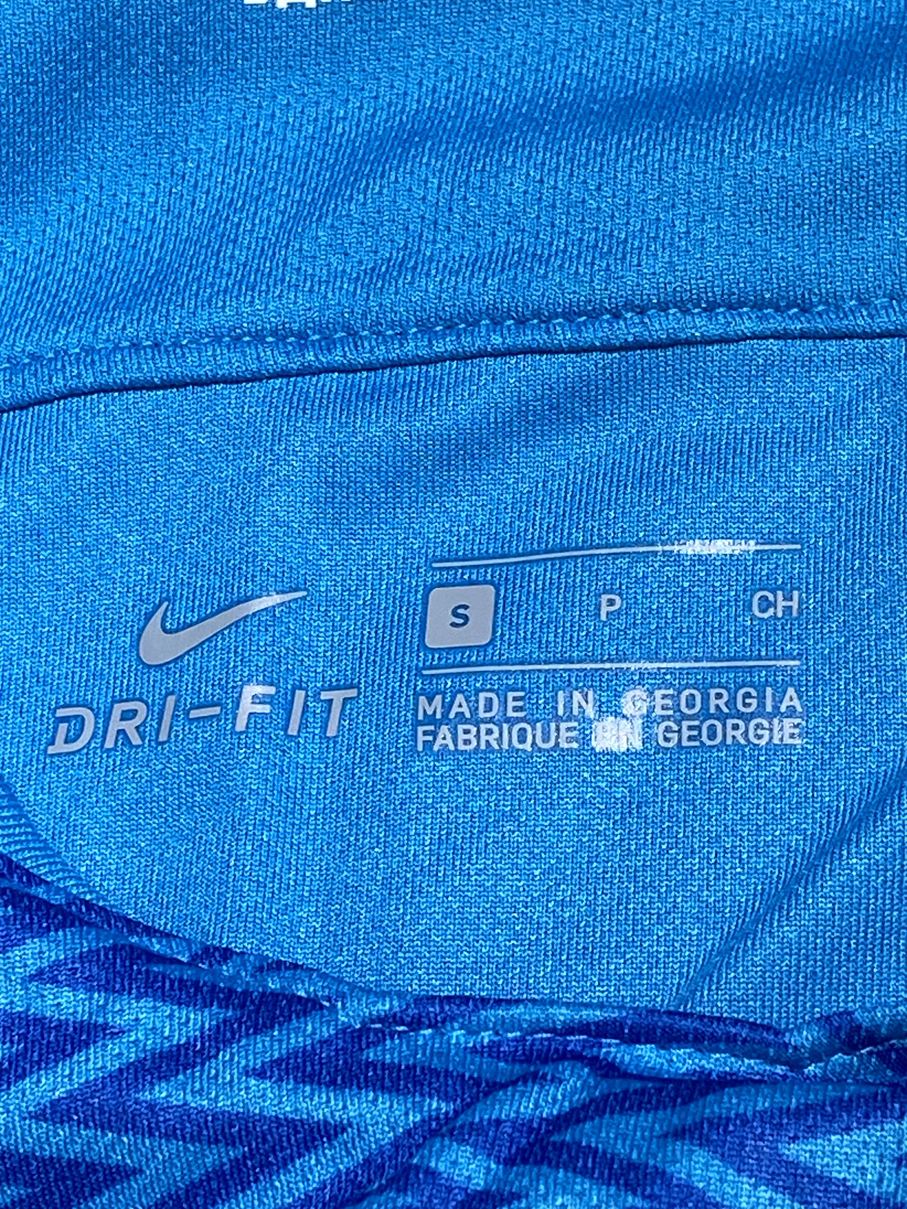 S P CH
DRI-FIT
MADE IN GEORGIA
FABRIQUE EN GEORGIE